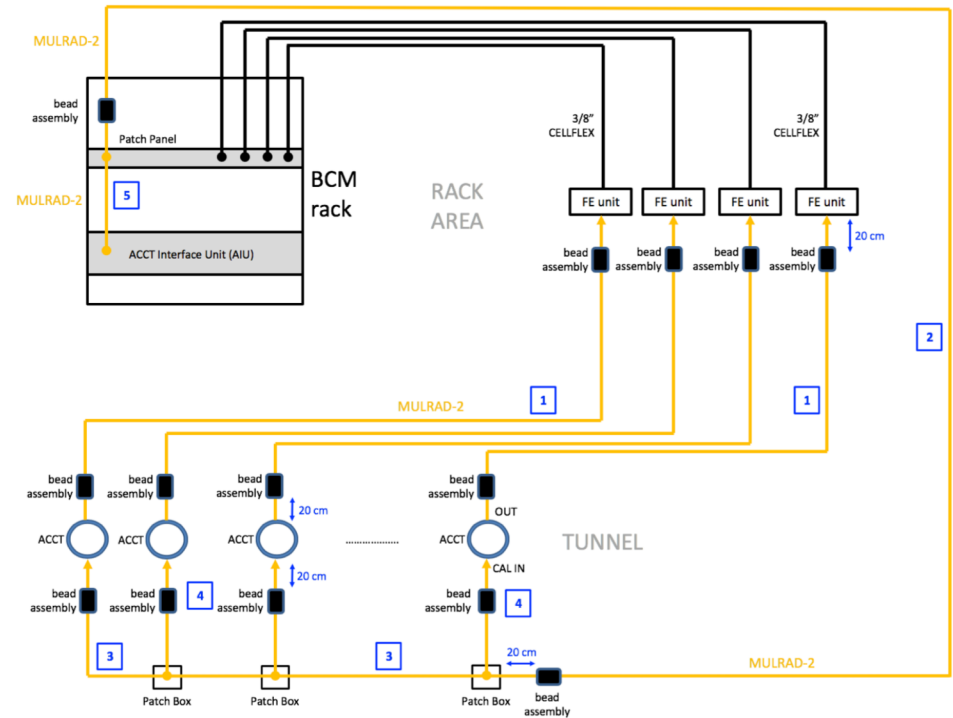 MULRAD-2
bead
assembly
Patch Panel
3/8”
CELLFLEX
3/8”
CELLFLEX
BCM
rack
RACK
AREA
5
MULRAD-2
FE unit
FE unit
FE unit
FE unit
20 cm
ACCT Interface Unit (AIU)
bead
assembly
bead
assembly
bead
assembly
bead
assembly
2
1
1
MULRAD-2
bead
assembly
bead
assembly
bead
assembly
bead
assembly
20 cm
OUT
ACCT
ACCT
ACCT
...................
ACCT
TUNNEL
CAL IN
20 cm
bead
assembly
bead
assembly
4
bead
assembly
bead
assembly
4
3
3
20 cm
MULRAD-2
Patch Box
Patch Box
Patch Box
bead
assembly